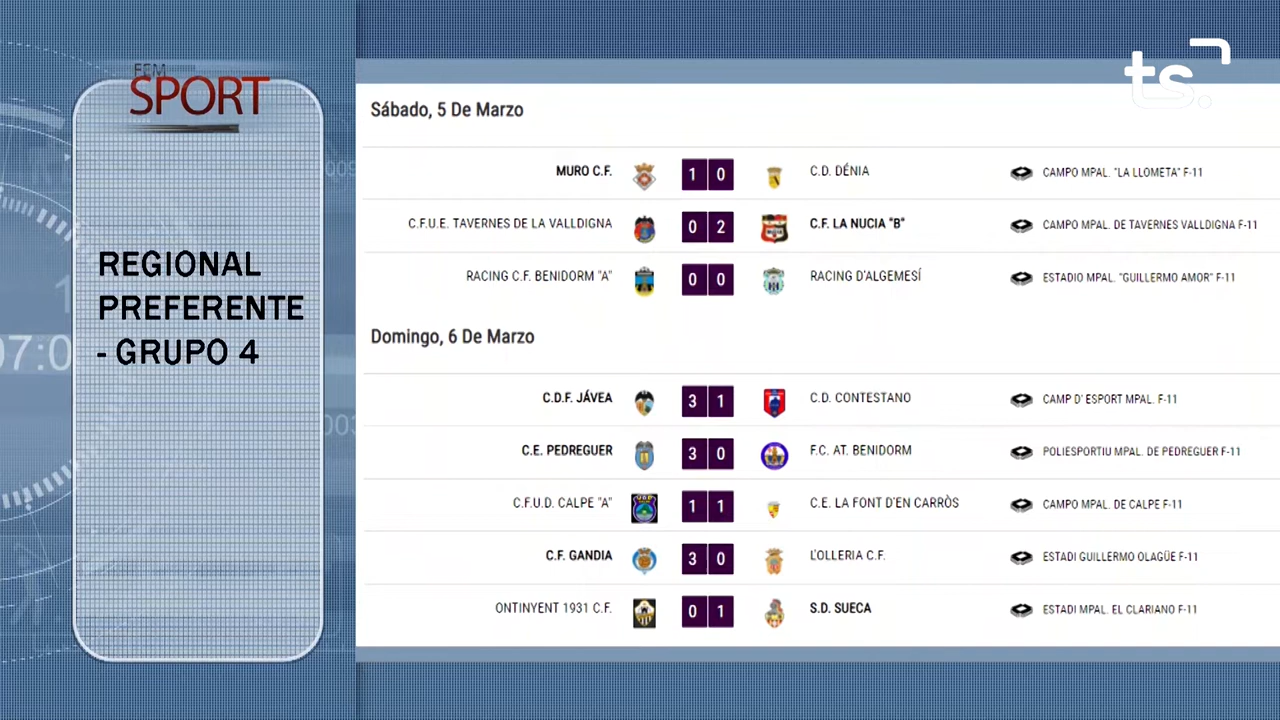 FEM
SPORT
REGIONAL
PREFERENTE
- GRUPO 4
ts.
Sábado, 5 De Marzo
MURO C.F. 1 0 C.D. DÉNIA CAMPO MPAL. "LA LLOMETA" F-11
C.F.U.E. TAVERNES DE LA VALLDIGNA 0 2 C.F. LA NUCIA "B" CAMPO MPAL. DE TAVERNES VALLDIGNA F-11
RACING C.F. BENIDORM "A" 0 0 RACING D'ALGEMESÍ ESTADIO MPAL. "GUILLERMO AMOR" F-11
Domingo, 6 De Marzo
C.D.F. JÁVEA 3 1 C.D. CONTESTANO CAMP D' ESPORT MPAL. F-11
C.E. PEDREGUER 3 0 F.C. AT. BENIDORM POLIESPORTIU MPAL. DE PEDREGUER F-11
C.F.U.D. CALPE "A" 1 1 C.E. LA FONT D'EN CARRÒS CAMPO MPAL. DE CALPE F-11
C.F. GANDIA 3 0 L'OLLERIA C.F. ESTADI GUILLERMO OLAGÜE F-11
ONTINYENT 1931 C.F. 0 1 S.D. SUECA ESTADI MPAL. EL CLARIANO F-11